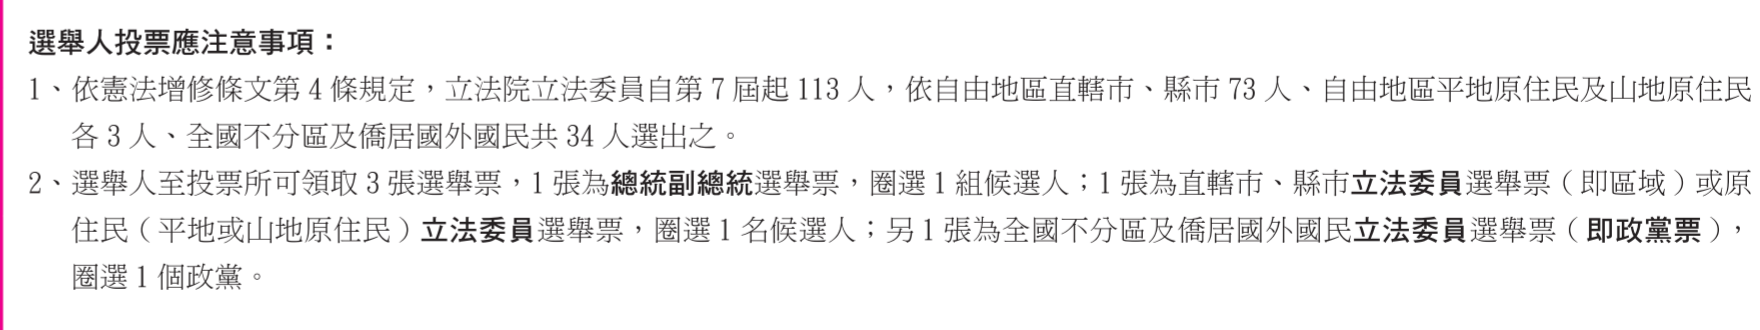 選舉人投票應注意事項：
1、依憲法增修條文第 4 條規定，立法院立法委員自第 7 屆起 113 人，依自由地區直轄市、縣市 73 人、自由地區平地原住民及山地原住民
各 3 人、全國不分區及僑居國外國民共 34 人選出之。
2、選舉人至投票所可領取 3 張選舉票，1 張為總統副總統選舉票，圈選 1 組候選人；1 張為直轄市、縣市立法委員選舉票（即區域）或原
住民（平地或山地原住民）立法委員選舉票，圈選 1 名候選人；另 1 張為全國不分區及僑居國外國民立法委員選舉票（即政黨票），
圈選 1 個政黨。